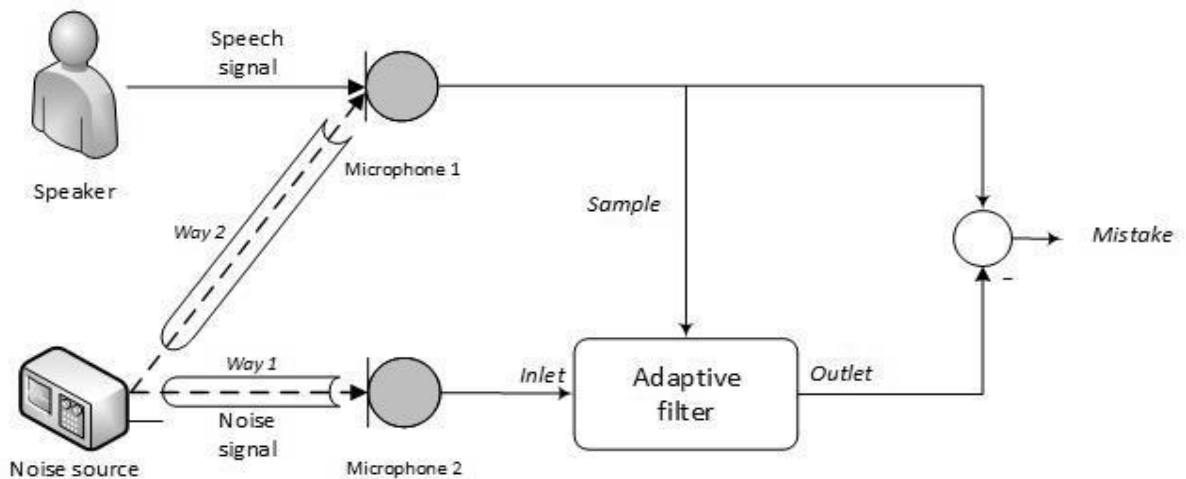 Speech
signal
Microphone 1
Speaker
Sample
Way 2
Mistake
–
Way 1
Inlet
Adaptive
filter
Outlet
Noise
signal
Noise source
Microphone 2